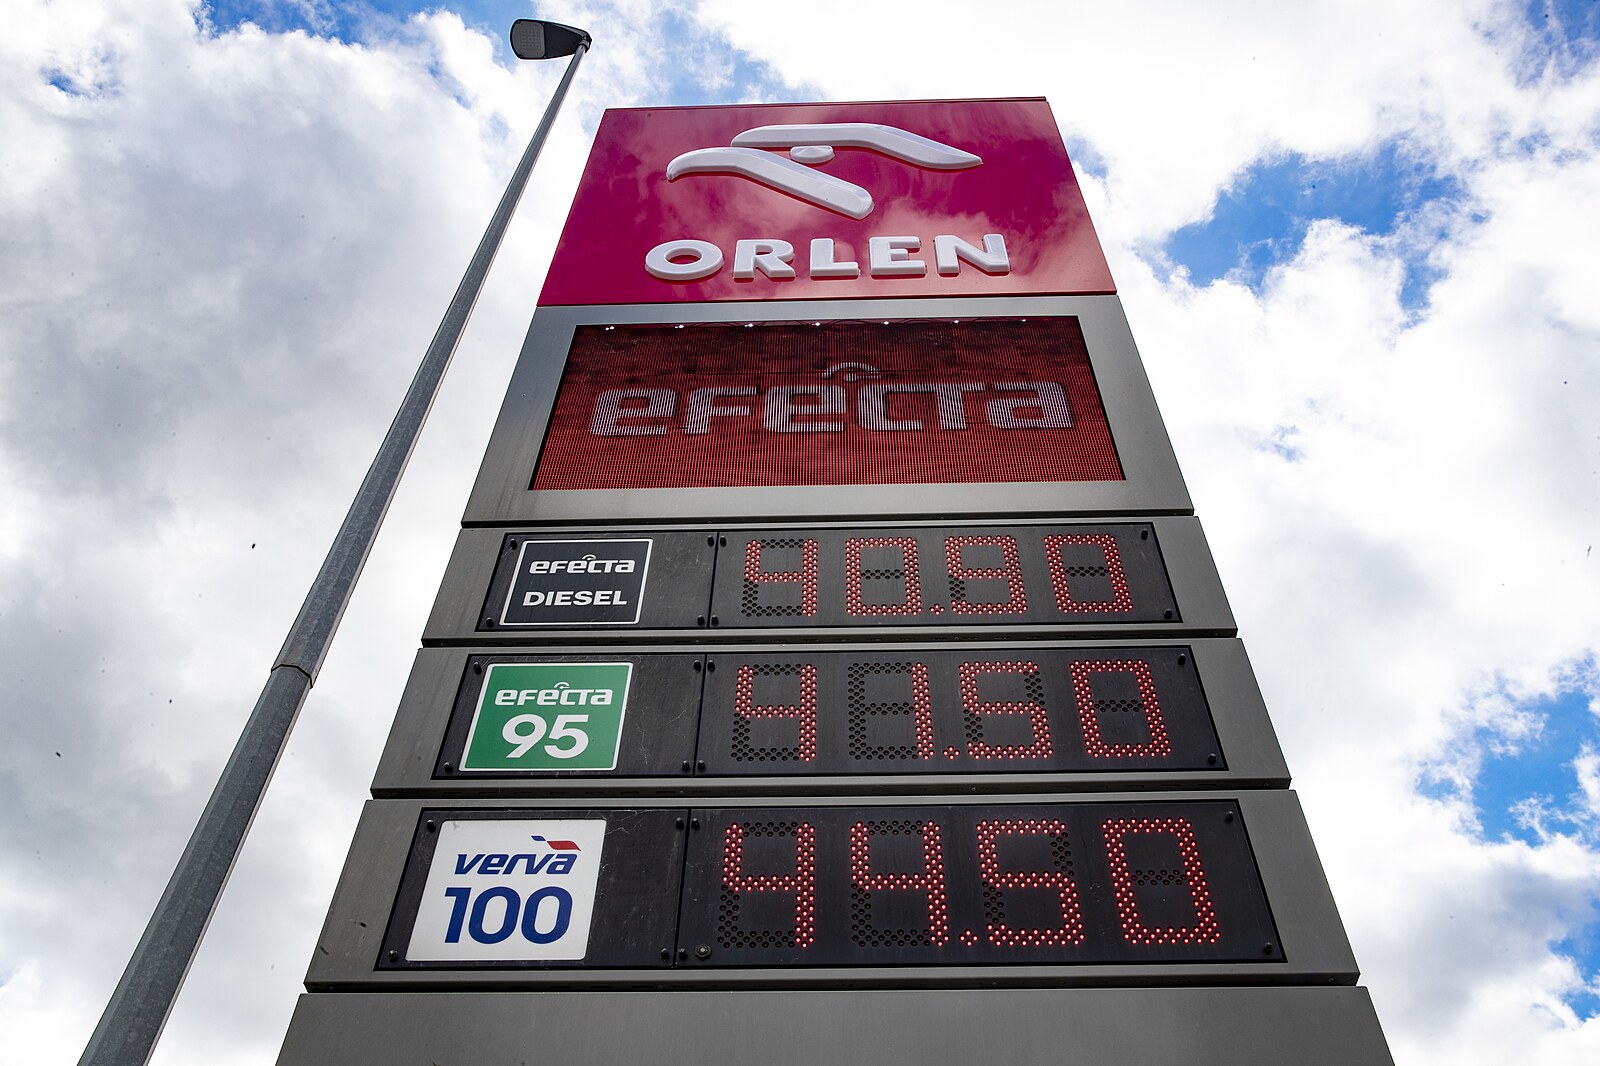 ORLEN
efecta
efecta
DIESEL
40.90
efecta
95
41.50
verva
100
44.50